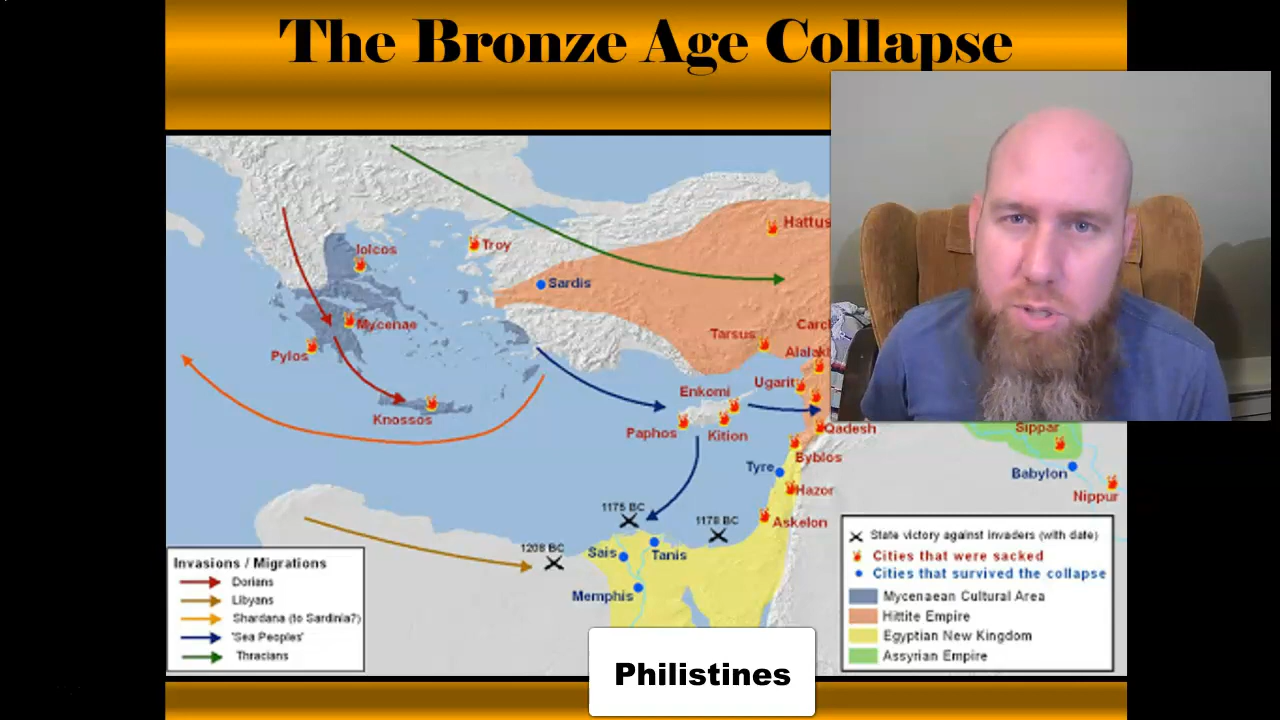 The Bronze Age Collapse
Hattus
Iolcos
Troy
Sardis
Mycenae
Tarsus
Carch
Pylos
Alalakh
Enkomi
Ugarit
Knossos
Paphos
Kition
Qadesh
Sippar
Byblos
Tyre
Babylon
Hazor
Nippur
1175 BC
1178 BC
Askelon
1208 BC
Sais
Tanis
Memphis
Invasions / Migrations
Dorians
Libyans
Shardana (to Sardinia?)
'Sea Peoples'
Thracians
State victory against invaders (with date)
Cities that were sacked
Cities that survived the collapse
Mycenaean Cultural Area
Hittite Empire
Egyptian New Kingdom
Assyrian Empire
Philistines